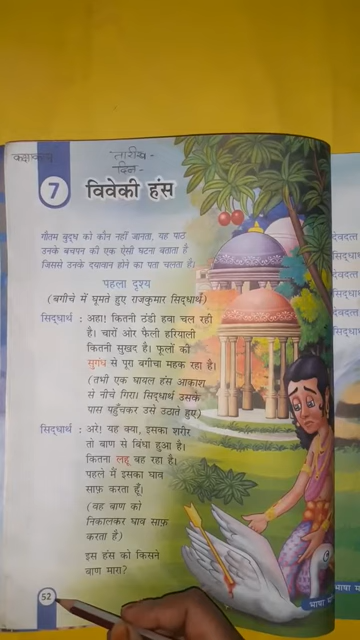 कक्षाकार्य
तारीख -
दिन -
7
विवेकी हंस
गौतम बुद्ध को कौन नहीं जानता, यह पाठ
उनके बचपन की एक ऐसी घटना बताता है
जिससे उनके दयावान होने का पता चलता है।
पहला दृश्य
(बगीचे में घूमते हुए राजकुमार सिद्धार्थ)
सिद्धार्थ : अहा! कितनी ठंडी हवा चल रही
है। चारों ओर फैली हरियाली
कितनी सुखद है। फूलों की
सुगंध से पूरा बगीचा महक रहा है।
(तभी एक घायल हंस आकाश
से नीचे गिरा। सिद्धार्थ उसके
पास पहुँचकर उसे उठाते हुए)
सिद्धार्थ : अरे! यह क्या, इसका शरीर
तो बाण से बिंधा हुआ है।
कितना लहू बह रहा है।
पहले मैं इसका घाव
साफ़ करता हूँ।
(वह बाण को
निकालकर घाव साफ़
करता है)
इस हंस को किसने
बाण मारा?
52
भाषा